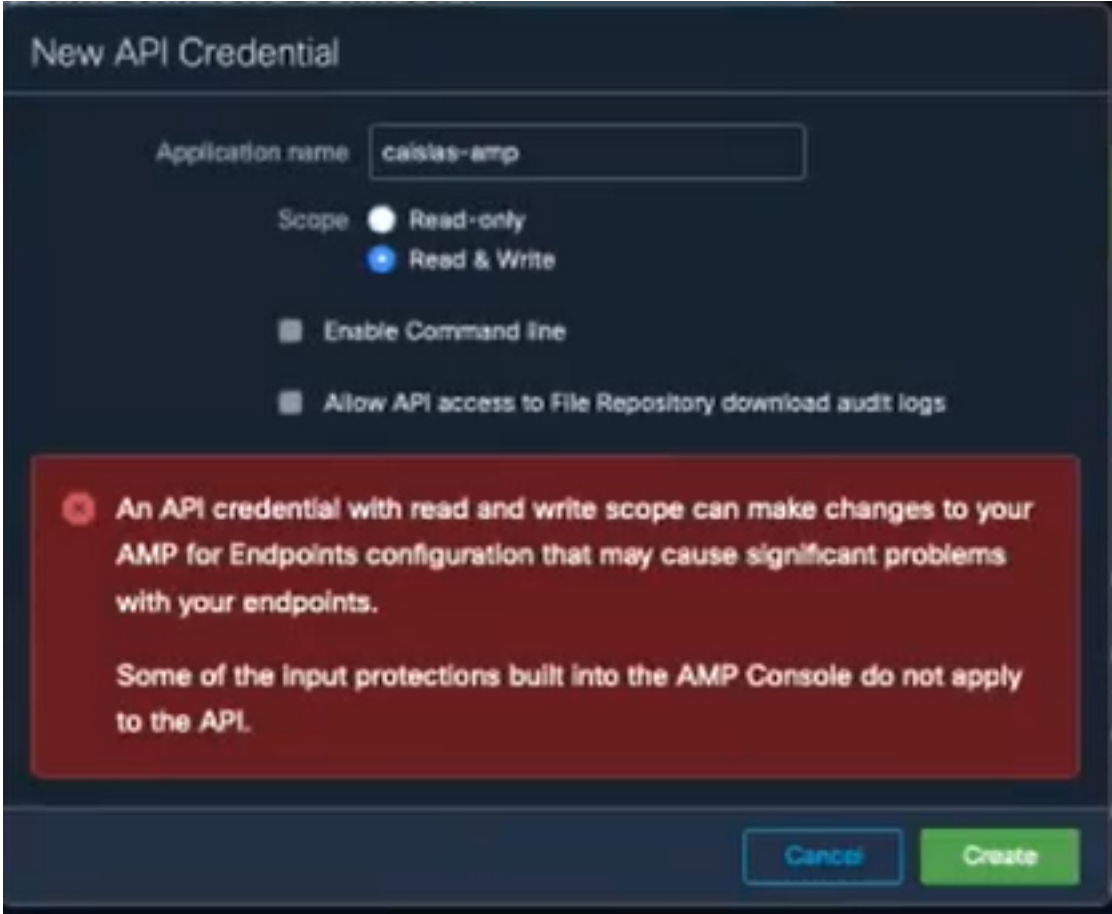 New API Credential
Application name
caislas-amp
Scope
Read-only
Read & Write
Enable Command line
Allow API access to File Repository download audit logs
An API credential with read and write scope can make changes to your
AMP for Endpoints configuration that may cause significant problems
with your endpoints.
Some of the input protections built into the AMP Console do not apply
to the API.
Cancel
Create